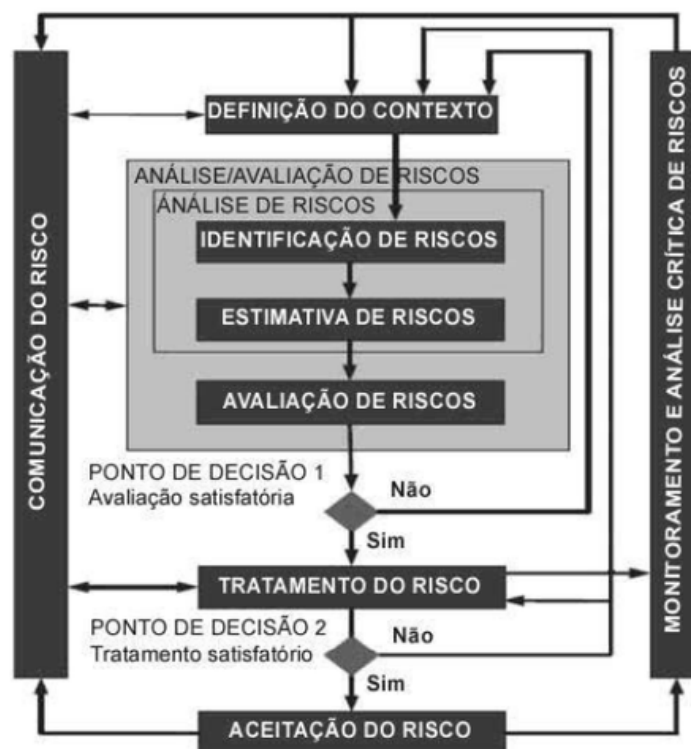 DEFINIÇÃO DO CONTEXTO
ANÁLISE/AVALIAÇÃO DE RISCOS
ÁNÁLISE DE RISCOS
IDENTIFICAÇÃO DE RISCOS
ESTIMATIVA DE RISCOS
AVALIAÇÃO DE RISCOS
PONTO DE DECISÃO 1
Avaliação satisfatória
Não
Sim
TRATAMENTO DO RISCO
PONTO DE DECISÃO 2
Tratamento satisfatório
Não
Sim
ACEITAÇÃO DO RISCO
COMUNICAÇÃO DO RISCO
MONITORAMENTO E ANÁLISE CRÍTICA DE RISCOS